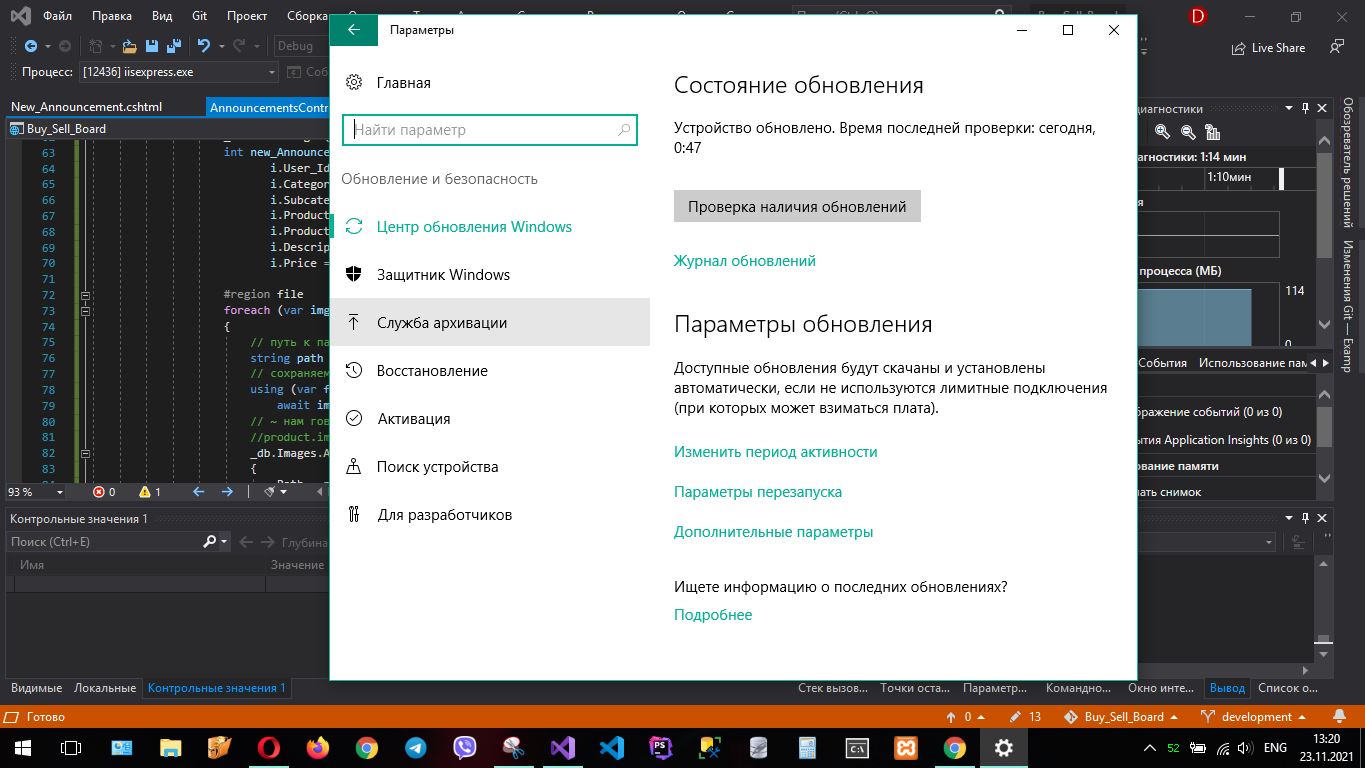 Файл Правка Вид Git Проект Сборка
Debug
Live Share
Процесс: [12436] iisexpress.exe
New_Announcement.cshtml AnnouncementsContr
Buy_Sell_Board
63 int new_Announce
64 i.User_Id
65 i.Categor
66 i.Subcate
67 i.Product
68 i.Product
69 i.Descrip
70 i.Price =
71
72 #region file
73 foreach (var img
74 {
75 // путь к па
76 string path
77 // сохраняем
78 using (var f
79 await im
80 // ~ нам гов
81 //product.im
82 _db.Images.A
83 {
93 % 0 1
Контрольные значения 1
Поиск (Ctrl+E) Глубина
Имя Значение
Видимые Локальные Контрольные значения 1
Параметры
Главная
Найти параметр
Обновление и безопасность
Центр обновления Windows
Защитник Windows
Служба архивации
Восстановление
Активация
Поиск устройства
Для разработчиков
Состояние обновления
Устройство обновлено. Время последней проверки: сегодня,
0:47
Проверка наличия обновлений
Журнал обновлений
Параметры обновления
Доступные обновления будут скачаны и установлены
автоматически, если не используются лимитные подключения
(при которых может взиматься плата).
Изменить период активности
Параметры перезапуска
Дополнительные параметры
Ищете информацию о последних обновлениях?
Подробнее
D
диагностики
агностики: 1:14 мин
1:10мин
я
процесса (МБ)
114
0
События Использование пам
бражение событий (0 из 0)
ытия Application Insights (0 из 0)
ование памяти
лать снимок
Обозреватель решений
Изменения Git — Examp
Стек вызов... Точки оста... Параметр... Командно... Окно инте... Вывод Список о...
Готово
0 13 Buy_Sell_Board development
52 ENG
13:20
23.11.2021